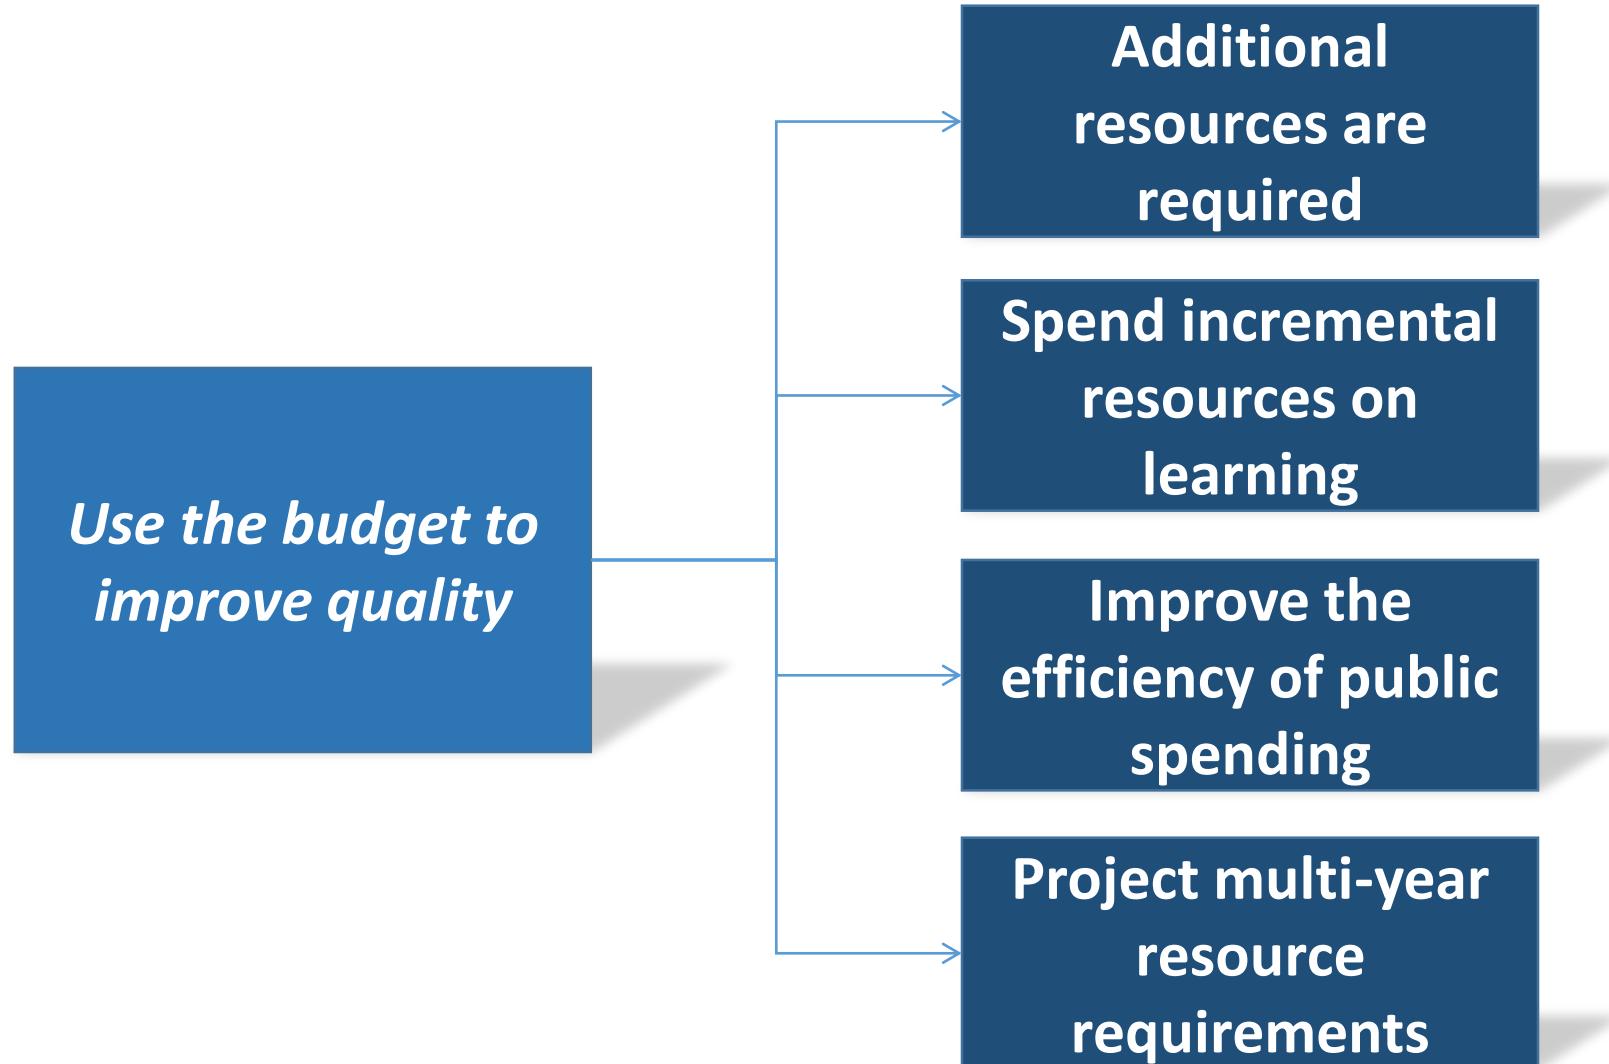 Use the budget to
improve quality
Additional
resources are
required
Spend incremental
resources on
learning
Improve the
efficiency of public
spending
Project multi-year
resource
requirements